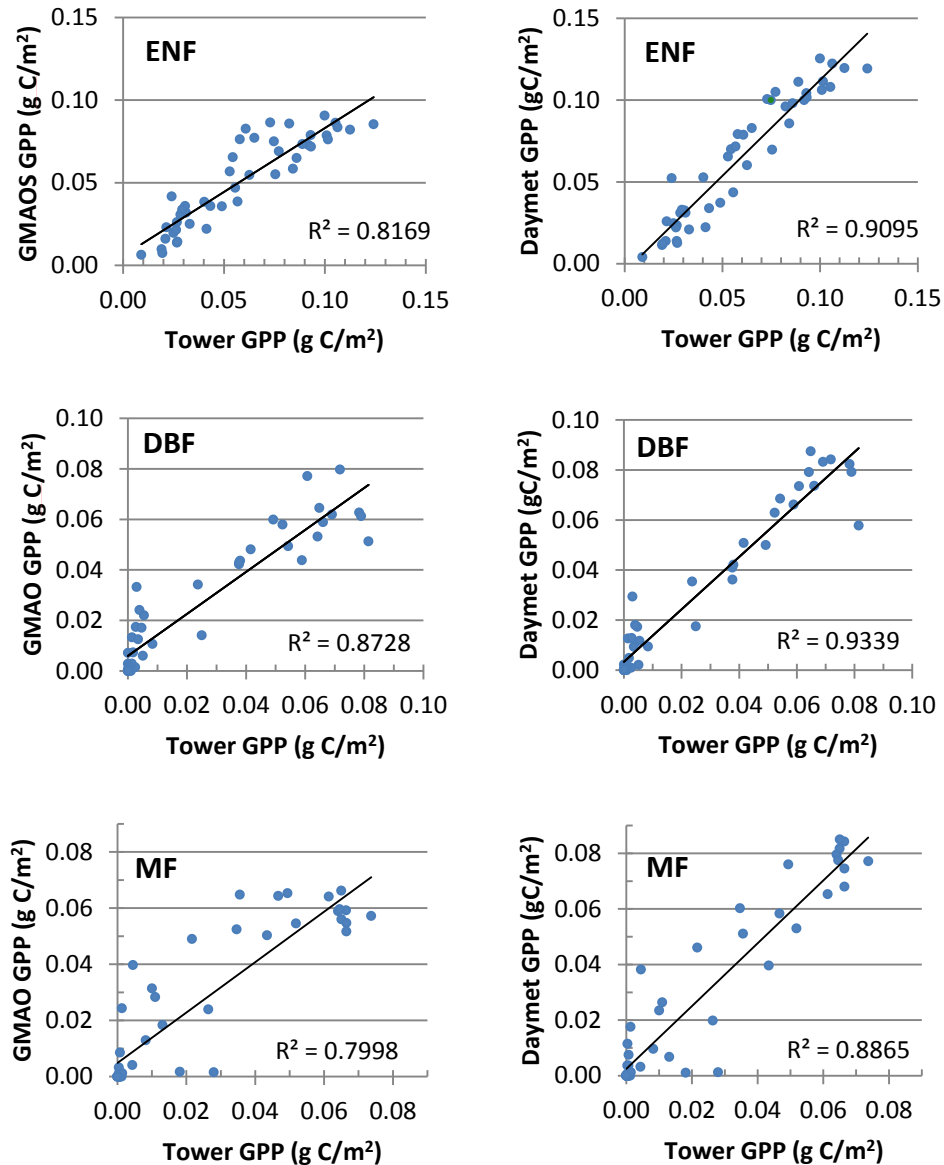 ENF
GMAOS GPP (g C/m²)
0.15
0.10
0.05
0.00
R² = 0.8169
0.00 0.05 0.10 0.15
Tower GPP (g C/m²)
ENF
Daymet GPP (gC/m²)
0.15
0.10
0.05
0.00
R² = 0.9095
0.00 0.05 0.10 0.15
Tower GPP (g C/m²)
DBF
GMAO GPP (g C/m²)
0.10
0.08
0.06
0.04
0.02
0.00
R² = 0.8728
0.00 0.02 0.04 0.06 0.08 0.10
Tower GPP (g C/m²)
DBF
Daymet GPP (gC/m²)
0.10
0.08
0.06
0.04
0.02
0.00
R² = 0.9339
0.00 0.02 0.04 0.06 0.08 0.10
Tower GPP (g C/m²)
MF
GMAO GPP (g C/m²)
0.08
0.06
0.04
0.02
0.00
R² = 0.7998
0.00 0.02 0.04 0.06 0.08
Tower GPP (g C/m²)
MF
Daymet GPP (gC/m²)
0.08
0.06
0.04
0.02
0.00
R² = 0.8865
0.00 0.02 0.04 0.06 0.08
Tower GPP (g C/m²)